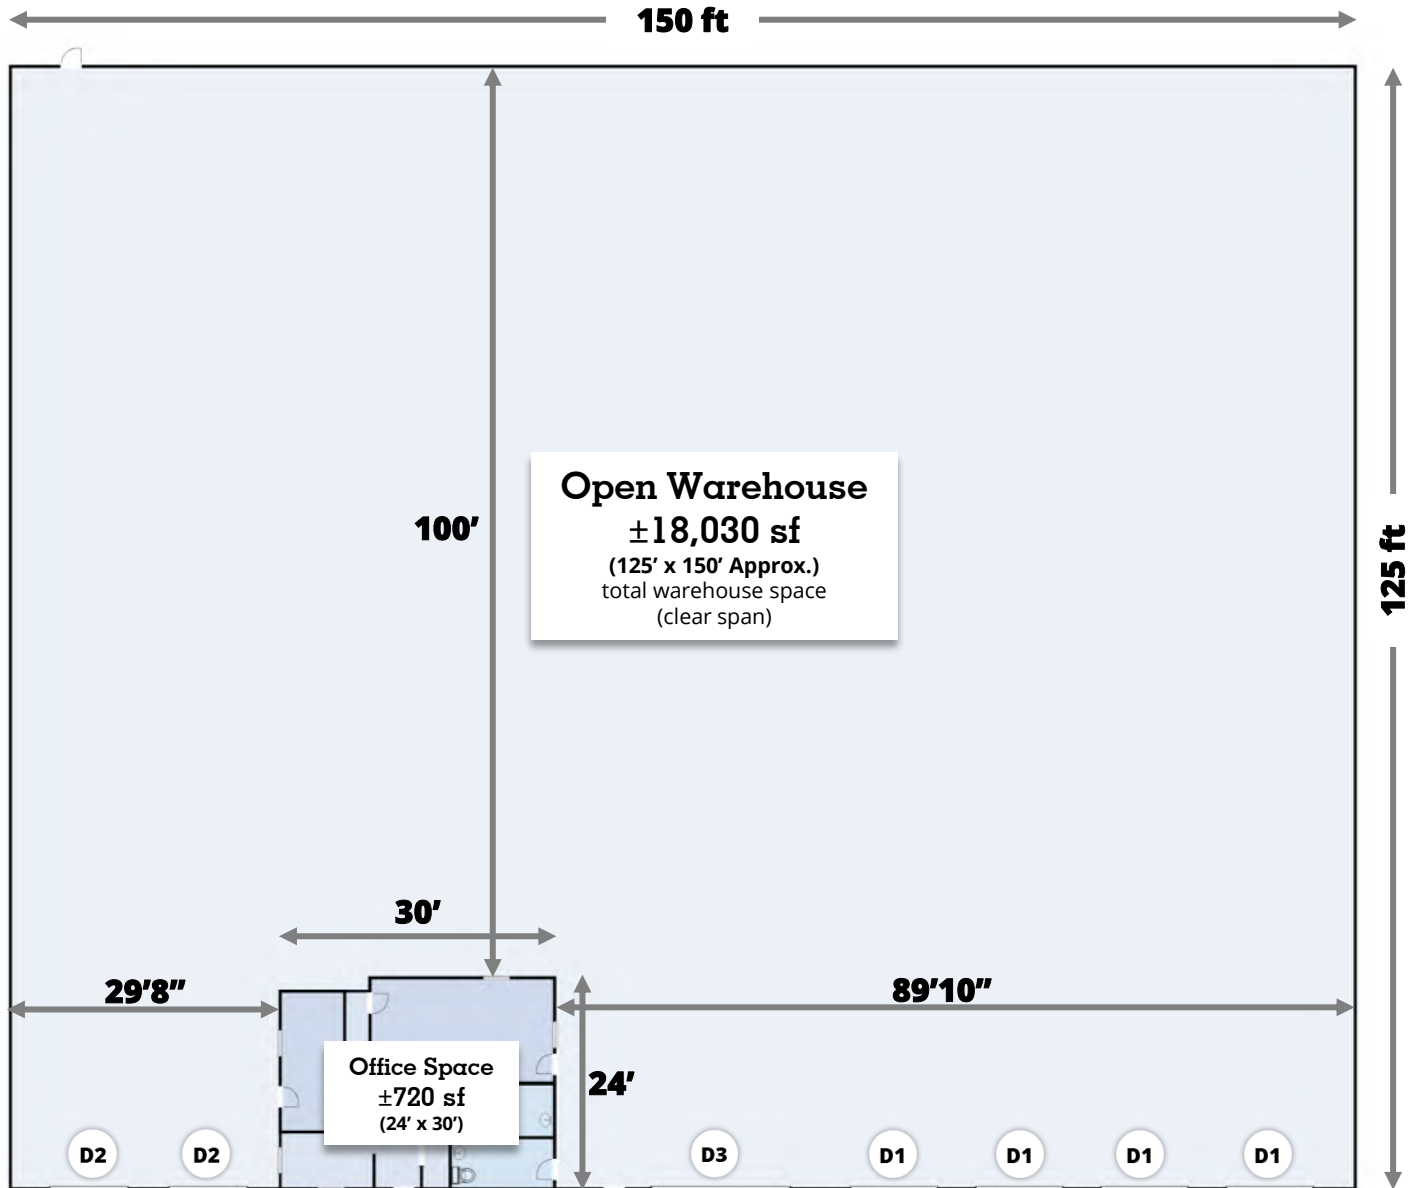 150 ft
Open Warehouse
±18,030 sf
(125’ x 150’ Approx.)
total warehouse space
(clear span)
100’
125 ft
30’
29’8”
89’10”
Office Space
±720 sf
(24’ x 30’)
24’
D2
D2
D3
D1
D1
D1
D1